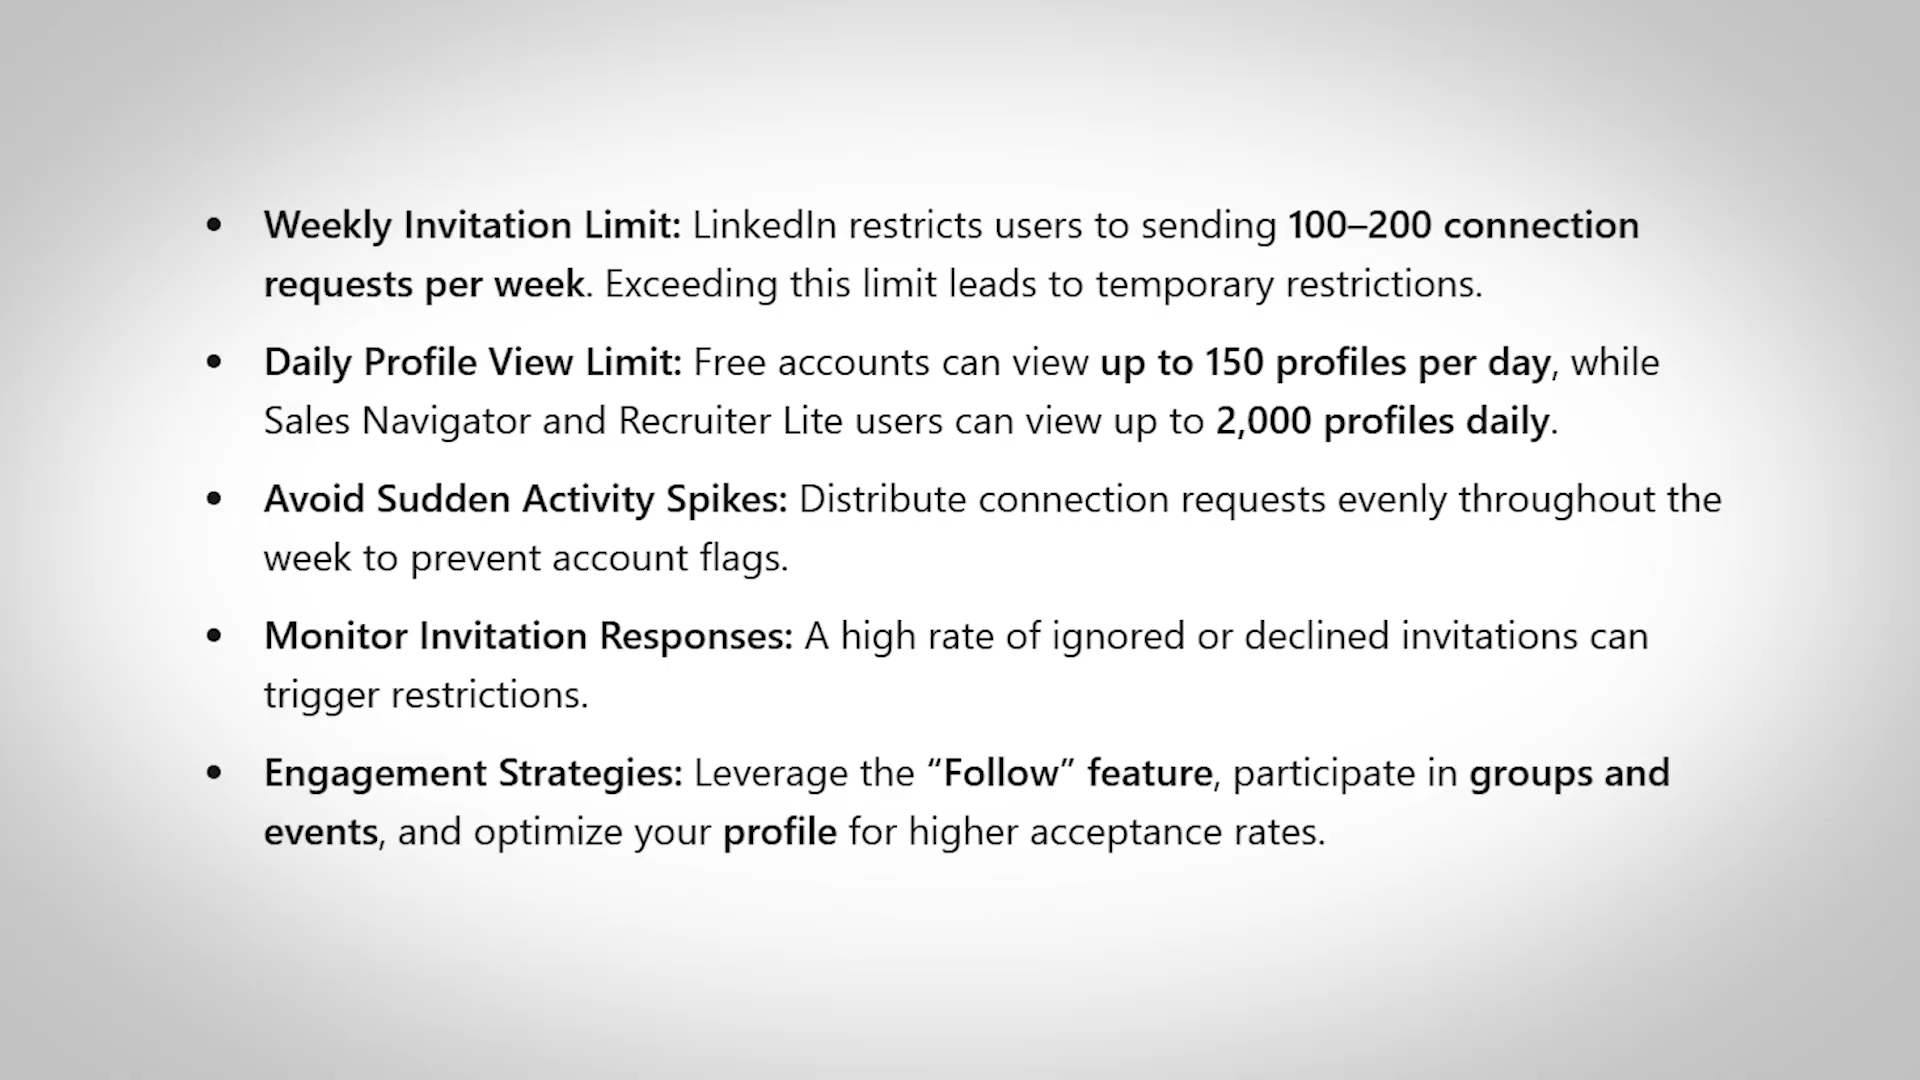 • Weekly Invitation Limit: LinkedIn restricts users to sending 100–200 connection
requests per week. Exceeding this limit leads to temporary restrictions.
• Daily Profile View Limit: Free accounts can view up to 150 profiles per day, while
Sales Navigator and Recruiter Lite users can view up to 2,000 profiles daily.
• Avoid Sudden Activity Spikes: Distribute connection requests evenly throughout the
week to prevent account flags.
• Monitor Invitation Responses: A high rate of ignored or declined invitations can
trigger restrictions.
• Engagement Strategies: Leverage the “Follow” feature, participate in groups and
events, and optimize your profile for higher acceptance rates.